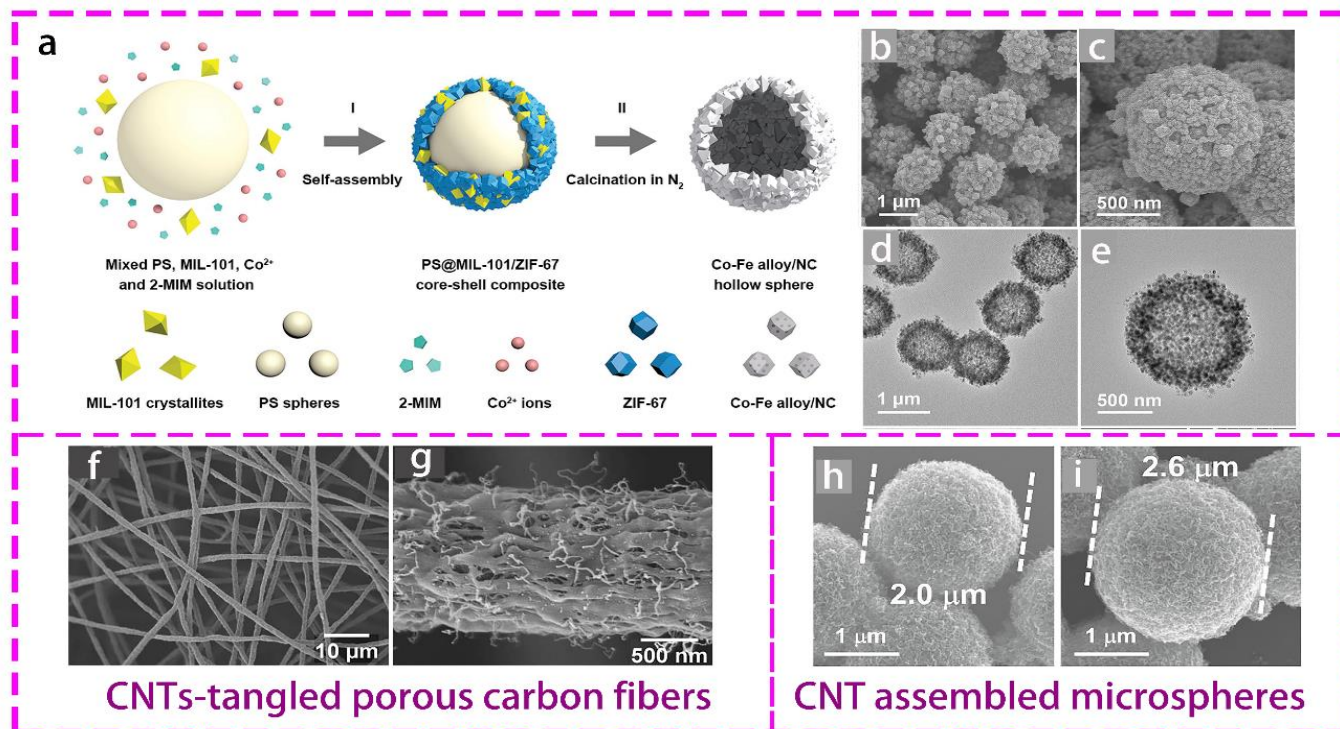 a
I
II
Self-assembly
Calcination in N₂
Mixed PS, MIL-101, Co²⁺
and 2-MIM solution
PS@MIL-101/ZIF-67
core-shell composite
Co-Fe alloy/NC
hollow sphere
MIL-101 crystallites
PS spheres
2-MIM
Co²⁺ ions
ZIF-67
Co-Fe alloy/NC
b
1 μm
c
500 nm
d
1 μm
e
500 nm
f
10 μm
g
500 nm
CNTs-tangled porous carbon fibers
h
2.0 μm
1 μm
i
2.6 μm
1 μm
CNT assembled microspheres